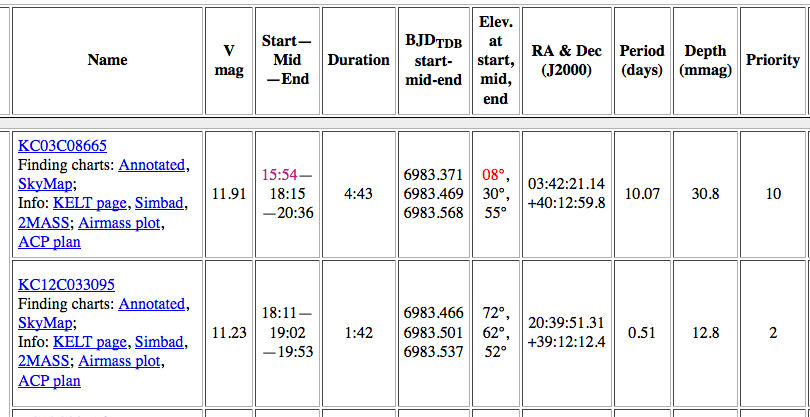 Name
V
mag
Start—
Mid
—End
Duration
BJDTDB
start-
mid-end
Elev.
at
start,
mid,
end
RA & Dec
(J2000)
Period
(days)
Depth
(mmag)
Priority
KC03C08665
Finding charts: Annotated,
SkyMap;
Info: KELT page, Simbad,
2MASS; Airmass plot,
ACP plan
11.91
15:54—
18:15
—20:36
4:43
6983.371
6983.469
6983.568
08°,
30°,
55°
03:42:21.14
+40:12:59.8
10.07
30.8
10
KC12C033095
Finding charts: Annotated,
SkyMap;
Info: KELT page, Simbad,
2MASS; Airmass plot,
ACP plan
11.23
18:11—
19:02
—19:53
1:42
6983.466
6983.501
6983.537
72°,
62°,
52°
20:39:51.31
+39:12:12.4
0.51
12.8
2